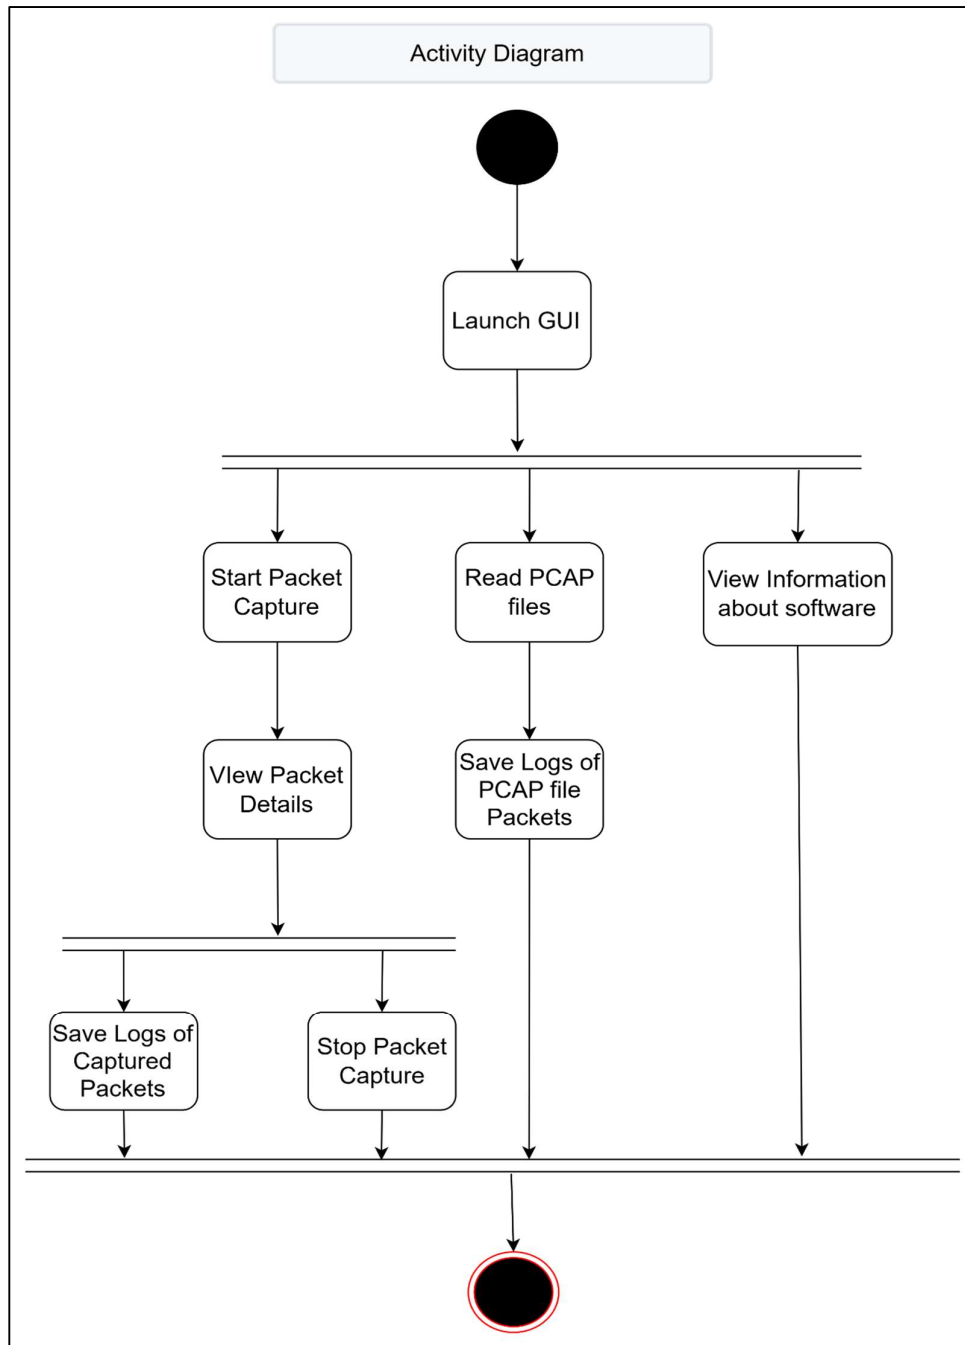 Activity Diagram
Launch GUI
Start Packet
Capture
Read PCAP
files
View Information
about software
VIew Packet
Details
Save Logs of
PCAP file
Packets
Save Logs of
Captured
Packets
Stop Packet
Capture